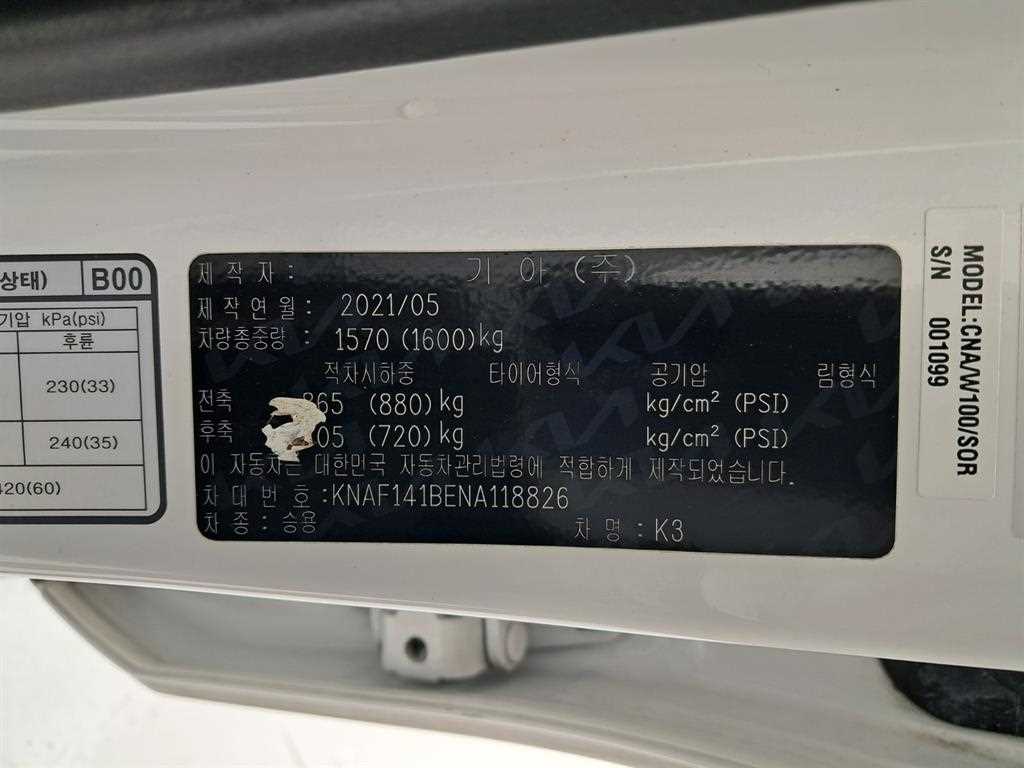 상태) B00
기압 kPa(psi)
후륜
230(33)
240(35)
420(60)
제작자 : 기아 (주)
제작연월 : 2021/05
차량총중량 : 1570 (1600)kg
적차시하중 타이어형식 공기압 림형식
전축 865 (880)kg kg/cm² (PSI)
후축 05 (720)kg kg/cm² (PSI)
이 자동차는 대한민국 자동차관리법령에 적합하게 제작되었습니다.
차대번호 :KNAF141BENA118826
차종: 승용 차명 : K3
MODEL:CNA/W100/SOR
S/N 001099